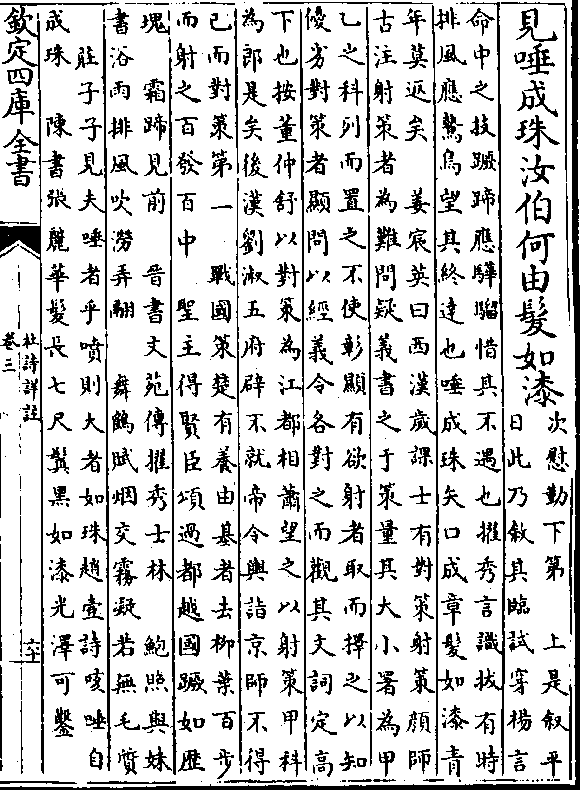 見唾成珠汝伯何由髮如漆
次慰勤下第　上是叙平
日此乃敘其臨試穿楊言
命中之技蹶蹄應驊騮惜其不遇也擢秀言識拔有時
排風應鷙鳥望其終達也唾成珠矢口成章髮如漆青
年莫返矣　姜宸英曰西漢歲課士有對策射策顔師
古注射策者為難問疑義書之于策量其大小署為甲
乙之科列而置之不使彰顯有欲射者取而擇之以知
優劣對策者顯問以經義令各對之而觀其文詞定高
下也按董仲舒以對策為江都相蕭望之以射策甲科
為郎是矣後漢劉淑五府辟不就帝令輿詣京師不得
已而對策第一　戰國策楚有養由基者去柳葉百步
而射之百發百中　聖主得賢臣頌過都越國蹶如歷
塊　霜蹄見前　晉書文苑傳擢秀士林　鮑照與妹
書浴雨排風吹澇弄翮　舞鶴賦烟交霧凝若無毛質
莊子子見夫唾者乎噴則大者如珠趙壹詩咳唾自
成珠　陳書張麗華髮長七尺鬒黑如漆光澤可鑒
欽定四庫全書
杜詩詳註
卷三